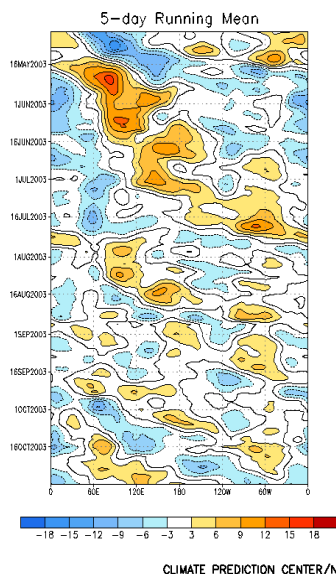 5-day Running Mean
16MAY2003
1JUN2003
16JUN2003
1JUL2003
16JUL2003
1AUG2003
16AUG2003
1SEP2003
16SEP2003
1OCT2003
16OCT2003
0 60E 120E 180 120W 60W 0
-18 -15 -12 -9 -6 -3 3 6 9 12 15 18
CLIMATE PREDICTION CENTER/N